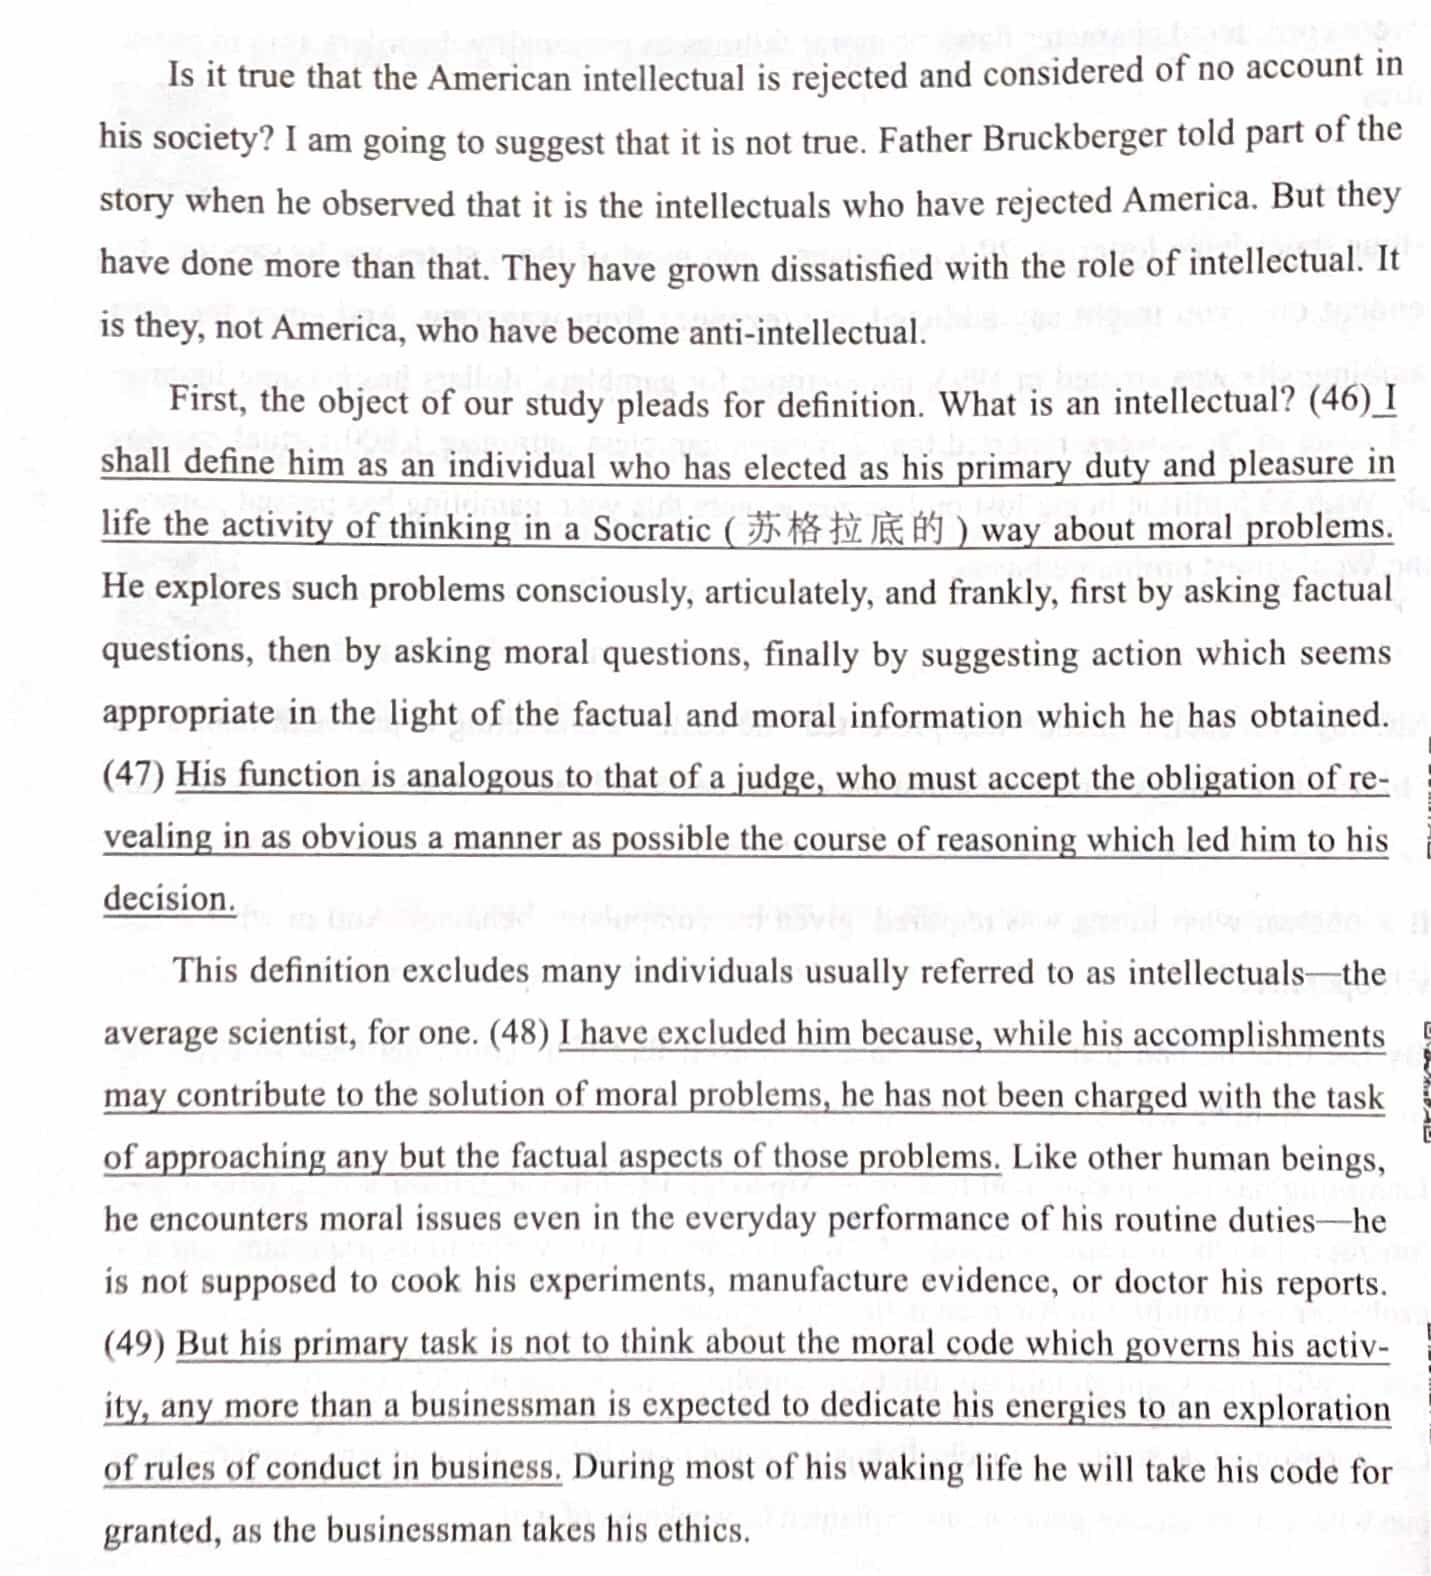 Is it true that the American intellectual is rejected and considered of no account in
his society? I am going to suggest that it is not true. Father Bruckberger told part of the
story when he observed that it is the intellectuals who have rejected America. But they
have done more than that. They have grown dissatisfied with the role of intellectual. It
is they, not America, who have become anti-intellectual.
First, the object of our study pleads for definition. What is an intellectual? (46) I
shall define him as an individual who has elected as his primary duty and pleasure in
life the activity of thinking in a Socratic (苏格拉底的) way about moral problems.
He explores such problems consciously, articulately, and frankly, first by asking factual
questions, then by asking moral questions, finally by suggesting action which seems
appropriate in the light of the factual and moral information which he has obtained.
(47) His function is analogous to that of a judge, who must accept the obligation of re-
vealing in as obvious a manner as possible the course of reasoning which led him to his
decision.
This definition excludes many individuals usually referred to as intellectuals—the
average scientist, for one. (48) I have excluded him because, while his accomplishments
may contribute to the solution of moral problems, he has not been charged with the task
of approaching any but the factual aspects of those problems. Like other human beings,
he encounters moral issues even in the everyday performance of his routine duties—he
is not supposed to cook his experiments, manufacture evidence, or doctor his reports.
(49) But his primary task is not to think about the moral code which governs his activ-
ity, any more than a businessman is expected to dedicate his energies to an exploration
of rules of conduct in business. During most of his waking life he will take his code for
granted, as the businessman takes his ethics.